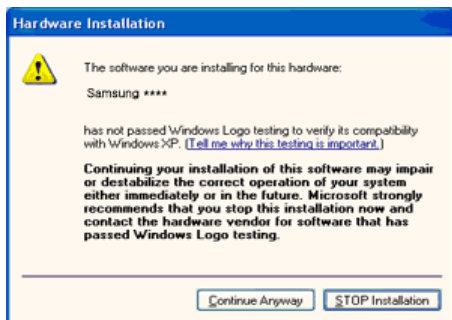 Hardware Installation
The software you are installing for this hardware:
Samsung ****
has not passed Windows Logo testing to verify its compatibility
with Windows XP. (Tell me why this testing is important.)
Continuing your installation of this software may impair
or destabilize the correct operation of your system
either immediately or in the future. Microsoft strongly
recommends that you stop this installation now and
contact the hardware vendor for software that has
passed Windows Logo testing.
Continue Anyway
STOP Installation